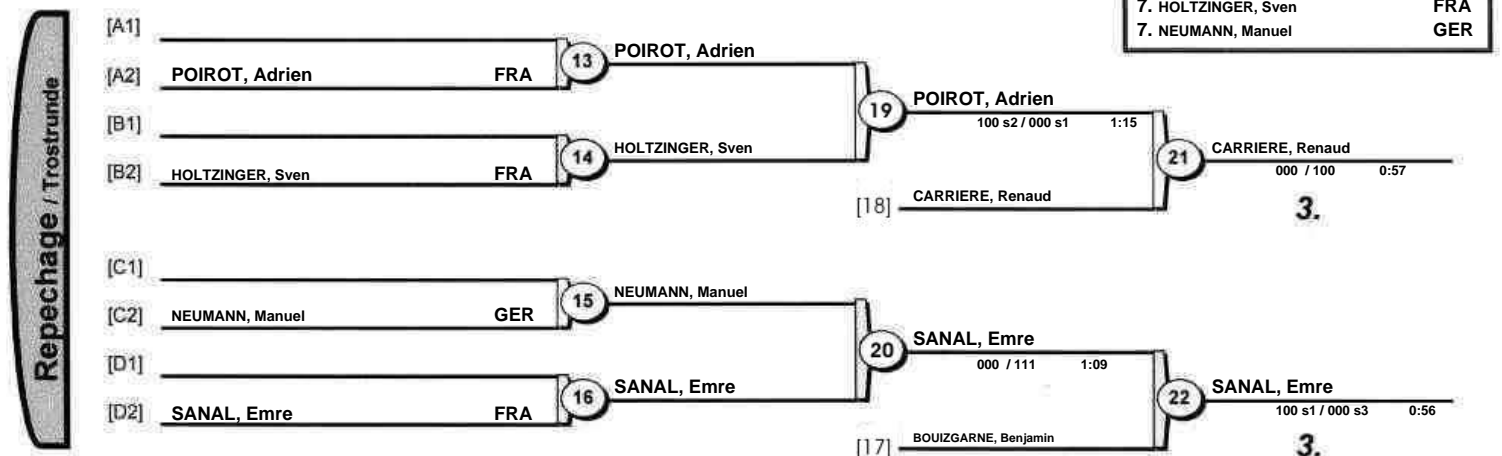 7. HOLTZINGER, Sven FRA
7. NEUMANN, Manuel GER
Repechage / Trostrunde
[A1]
[A2] POIROT, Adrien FRA
13 POIROT, Adrien
[B1]
[B2] HOLTZINGER, Sven FRA
14 HOLTZINGER, Sven
19 POIROT, Adrien
100 s2 / 000 s1 1:15
[18] CARRIERE, Renaud
21 CARRIERE, Renaud
000 / 100 0:57
3.
[C1]
[C2] NEUMANN, Manuel GER
15 NEUMANN, Manuel
[D1]
[D2] SANAL, Emre FRA
16 SANAL, Emre
20 SANAL, Emre
000 / 111 1:09
[17] BOUIZGARNE, Benjamin
22 SANAL, Emre
100 s1 / 000 s3 0:56
3.